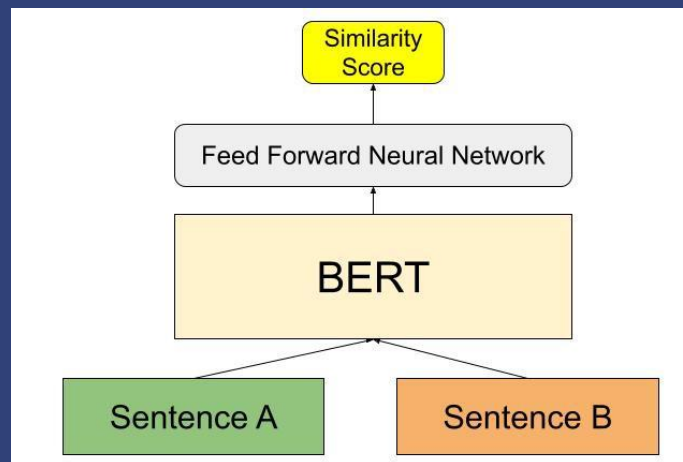 Similarity
Score
Feed Forward Neural Network
BERT
Sentence A
Sentence B